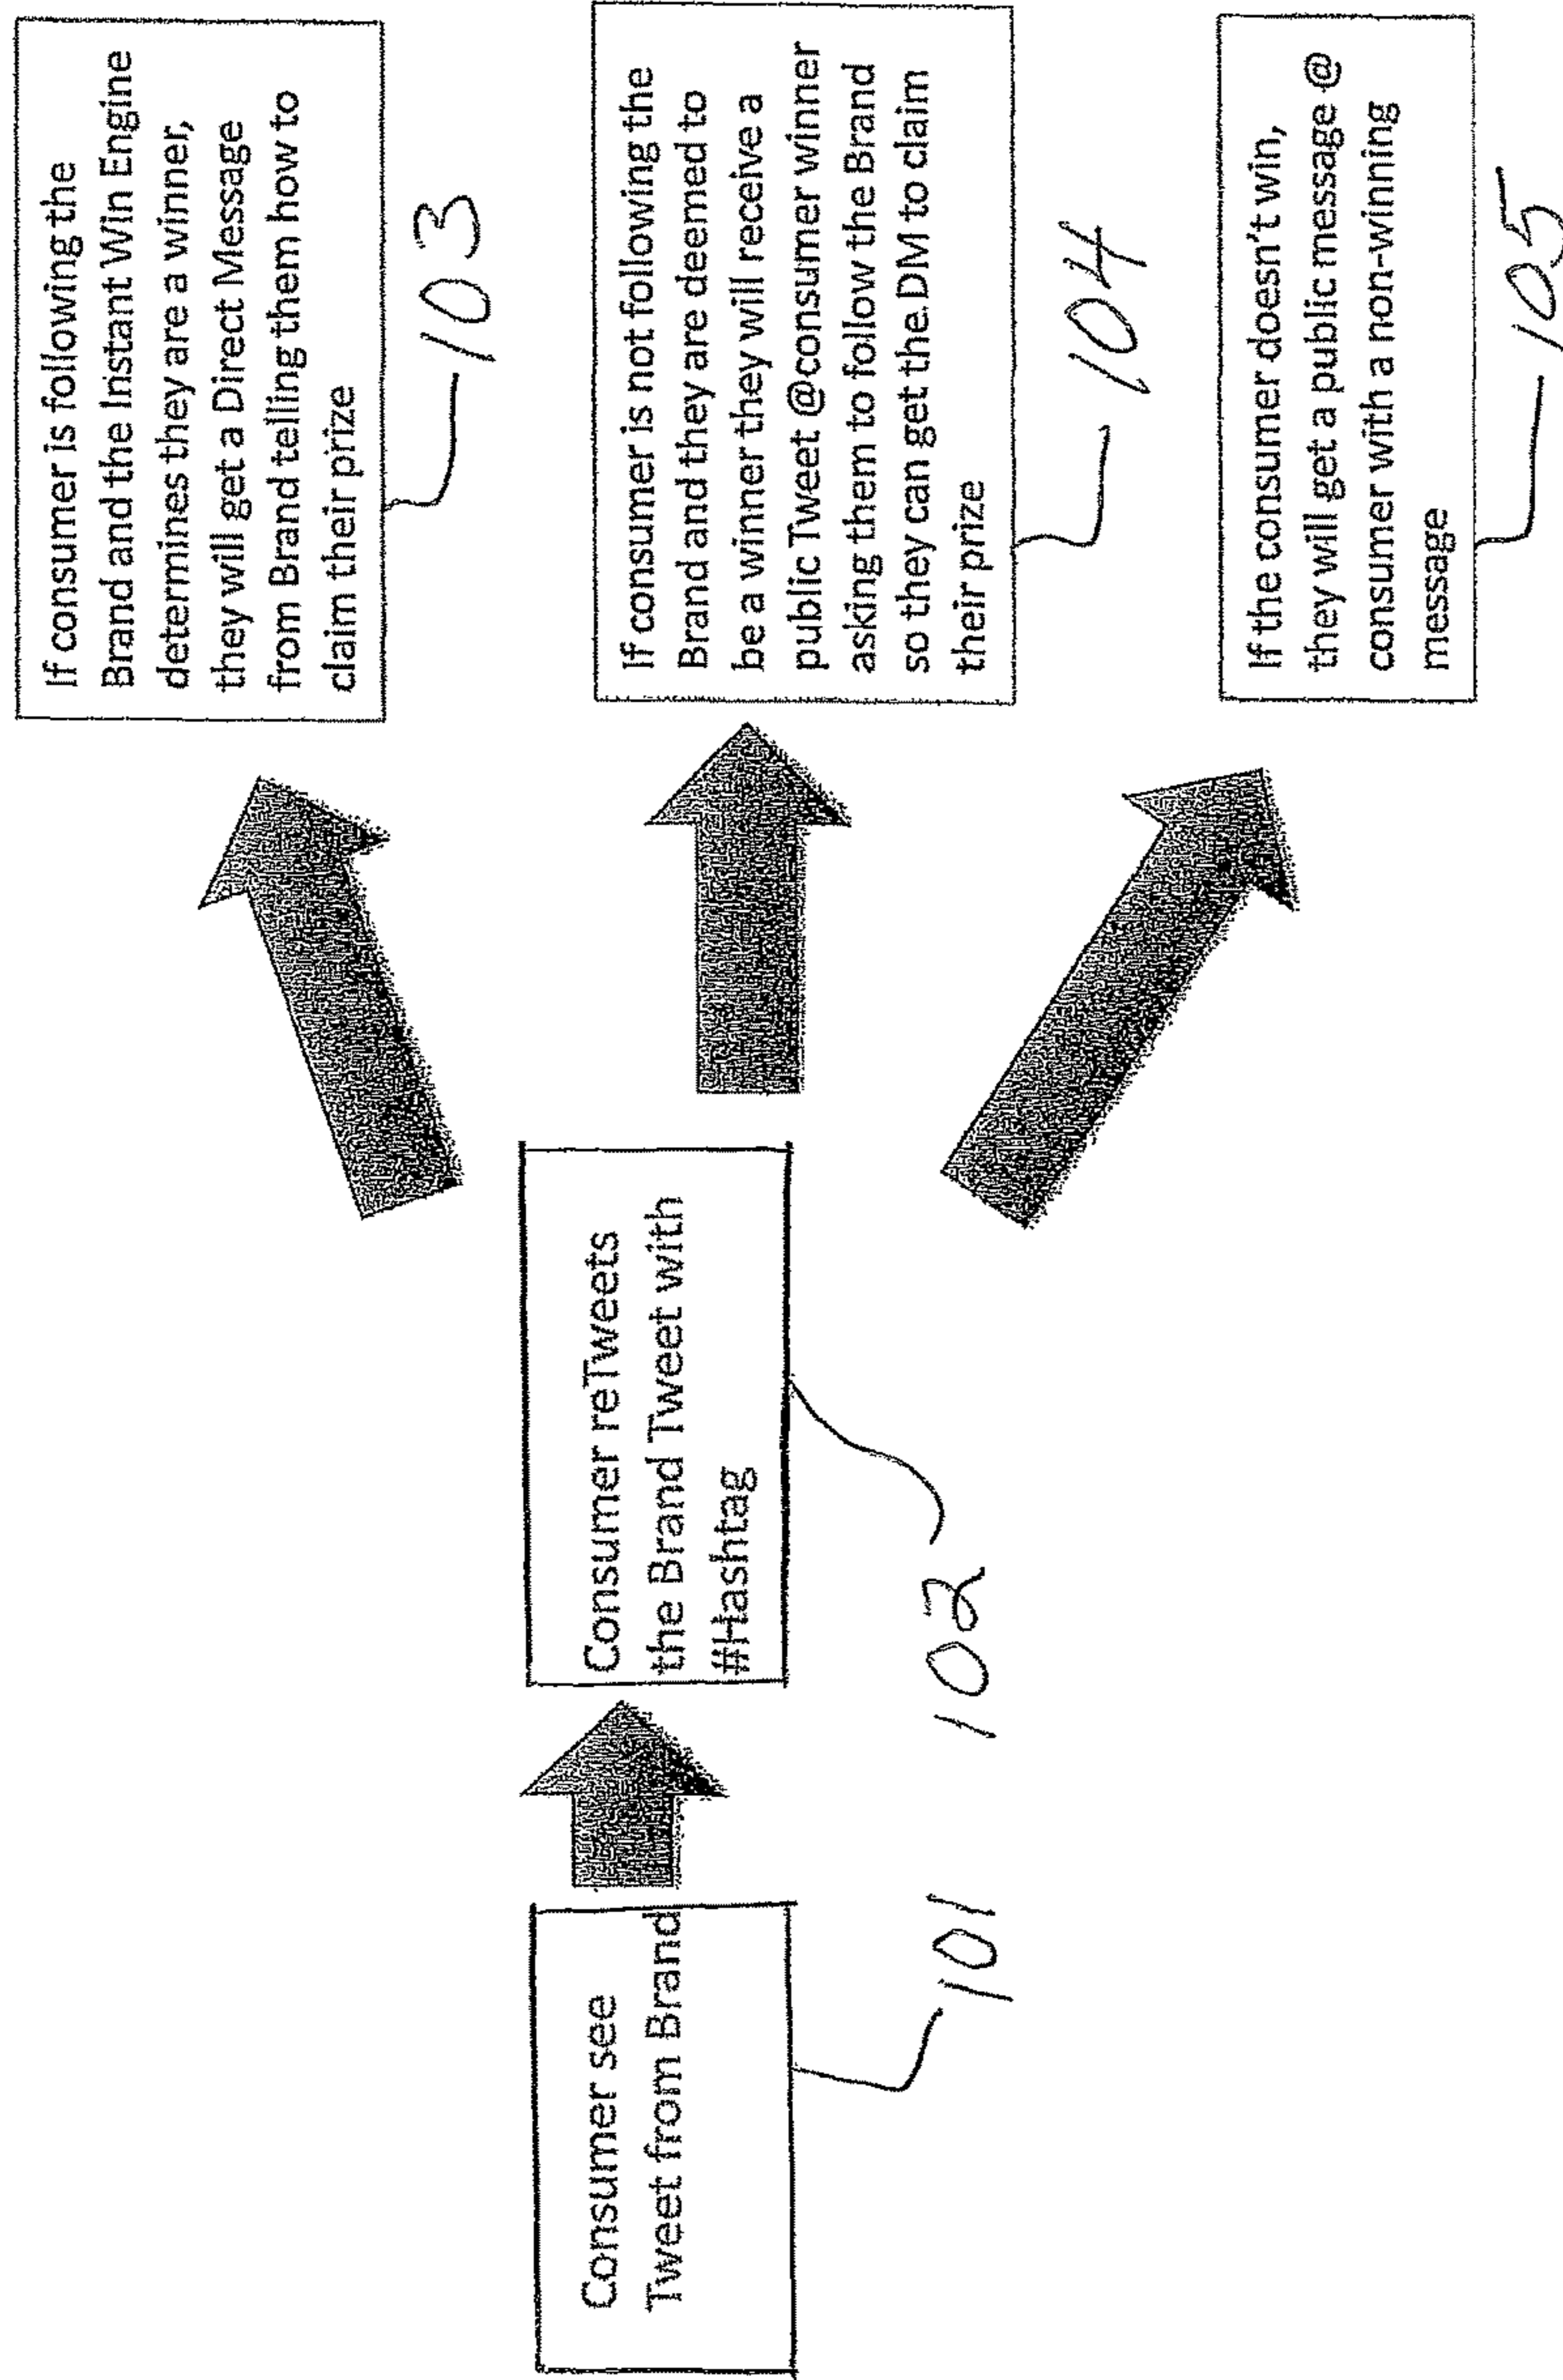 Consumer see
Tweet from Brand
101
Consumer reTweets
the Brand Tweet with
#Hashtag
102
If consumer is following the
Brand and the Instant Win Engine
determines they are a winner,
they will get a Direct Message
from Brand telling them how to
claim their prize
103
If consumer is not following the
Brand and they are deemed to
be a winner they will receive a
public Tweet @consumer winner
asking them to follow the Brand
so they can get the.DM to claim
their prize
104
If the consumer doesn't win,
they will get a public message @
consumer with a non-winning
message
105